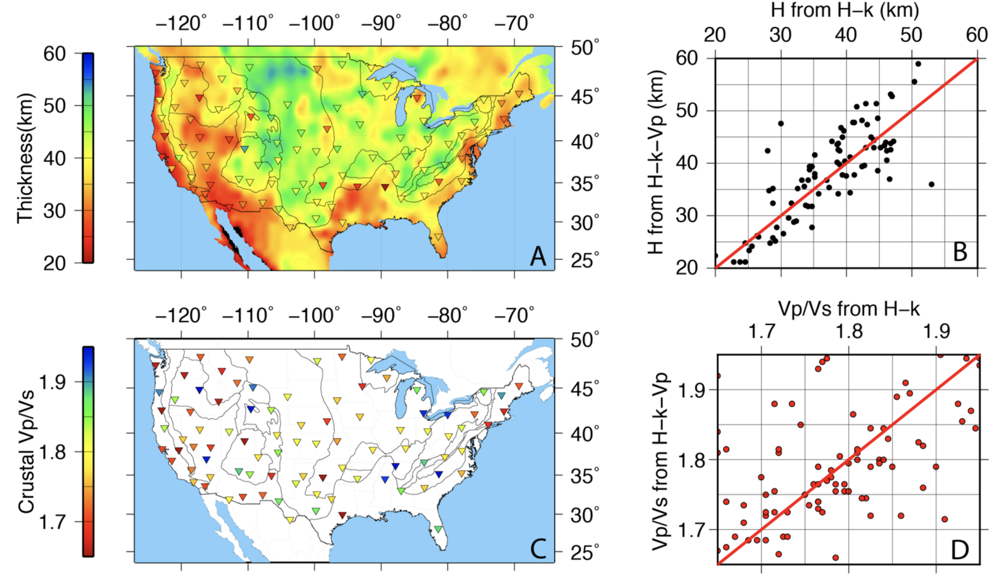 −120° −110° −100° −90° −80° −70°
60
50
40
30
20
Thickness(km)
50°
45°
40°
35°
30°
25°
A
H from H−k (km)
20 30 40 50 60
H from H−k−Vp (km)
60
50
40
30
20
B
−120° −110° −100° −90° −80° −70°
Crustal Vp/Vs
1.9
1.8
1.7
50°
45°
40°
35°
30°
25°
C
Vp/Vs from H−k
1.7 1.8 1.9
Vp/Vs from H−k−Vp
1.9
1.8
1.7
D